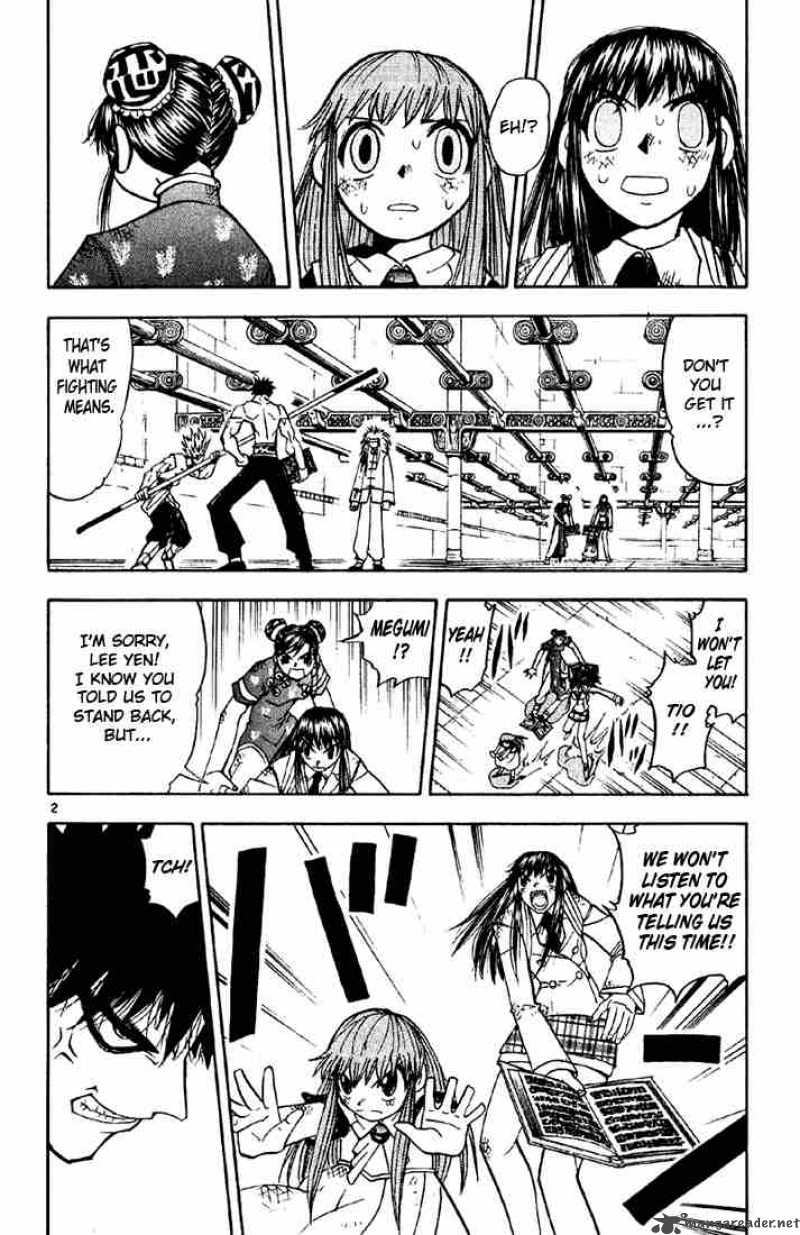 EH!?
DON'T
YOU
GET IT
...?
THAT'S
WHAT
FIGHTING
MEANS.
I
WON'T
LET
YOU!
TIO
!!
YEAH
!!
MEGUMI
!?
I'M SORRY,
LEE YEN!
I KNOW YOU
TOLD US TO
STAND BACK,
BUT...
2
WE WON'T
LISTEN TO
WHAT YOU'RE
TELLING US
THIS TIME!!
TCH!
mangareader.net